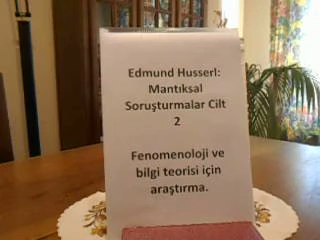 Edmund Husserl:
Mantıksal
Soruşturmalar Cilt
2
Fenomenoloji ve
bilgi teorisi için
araştırma.